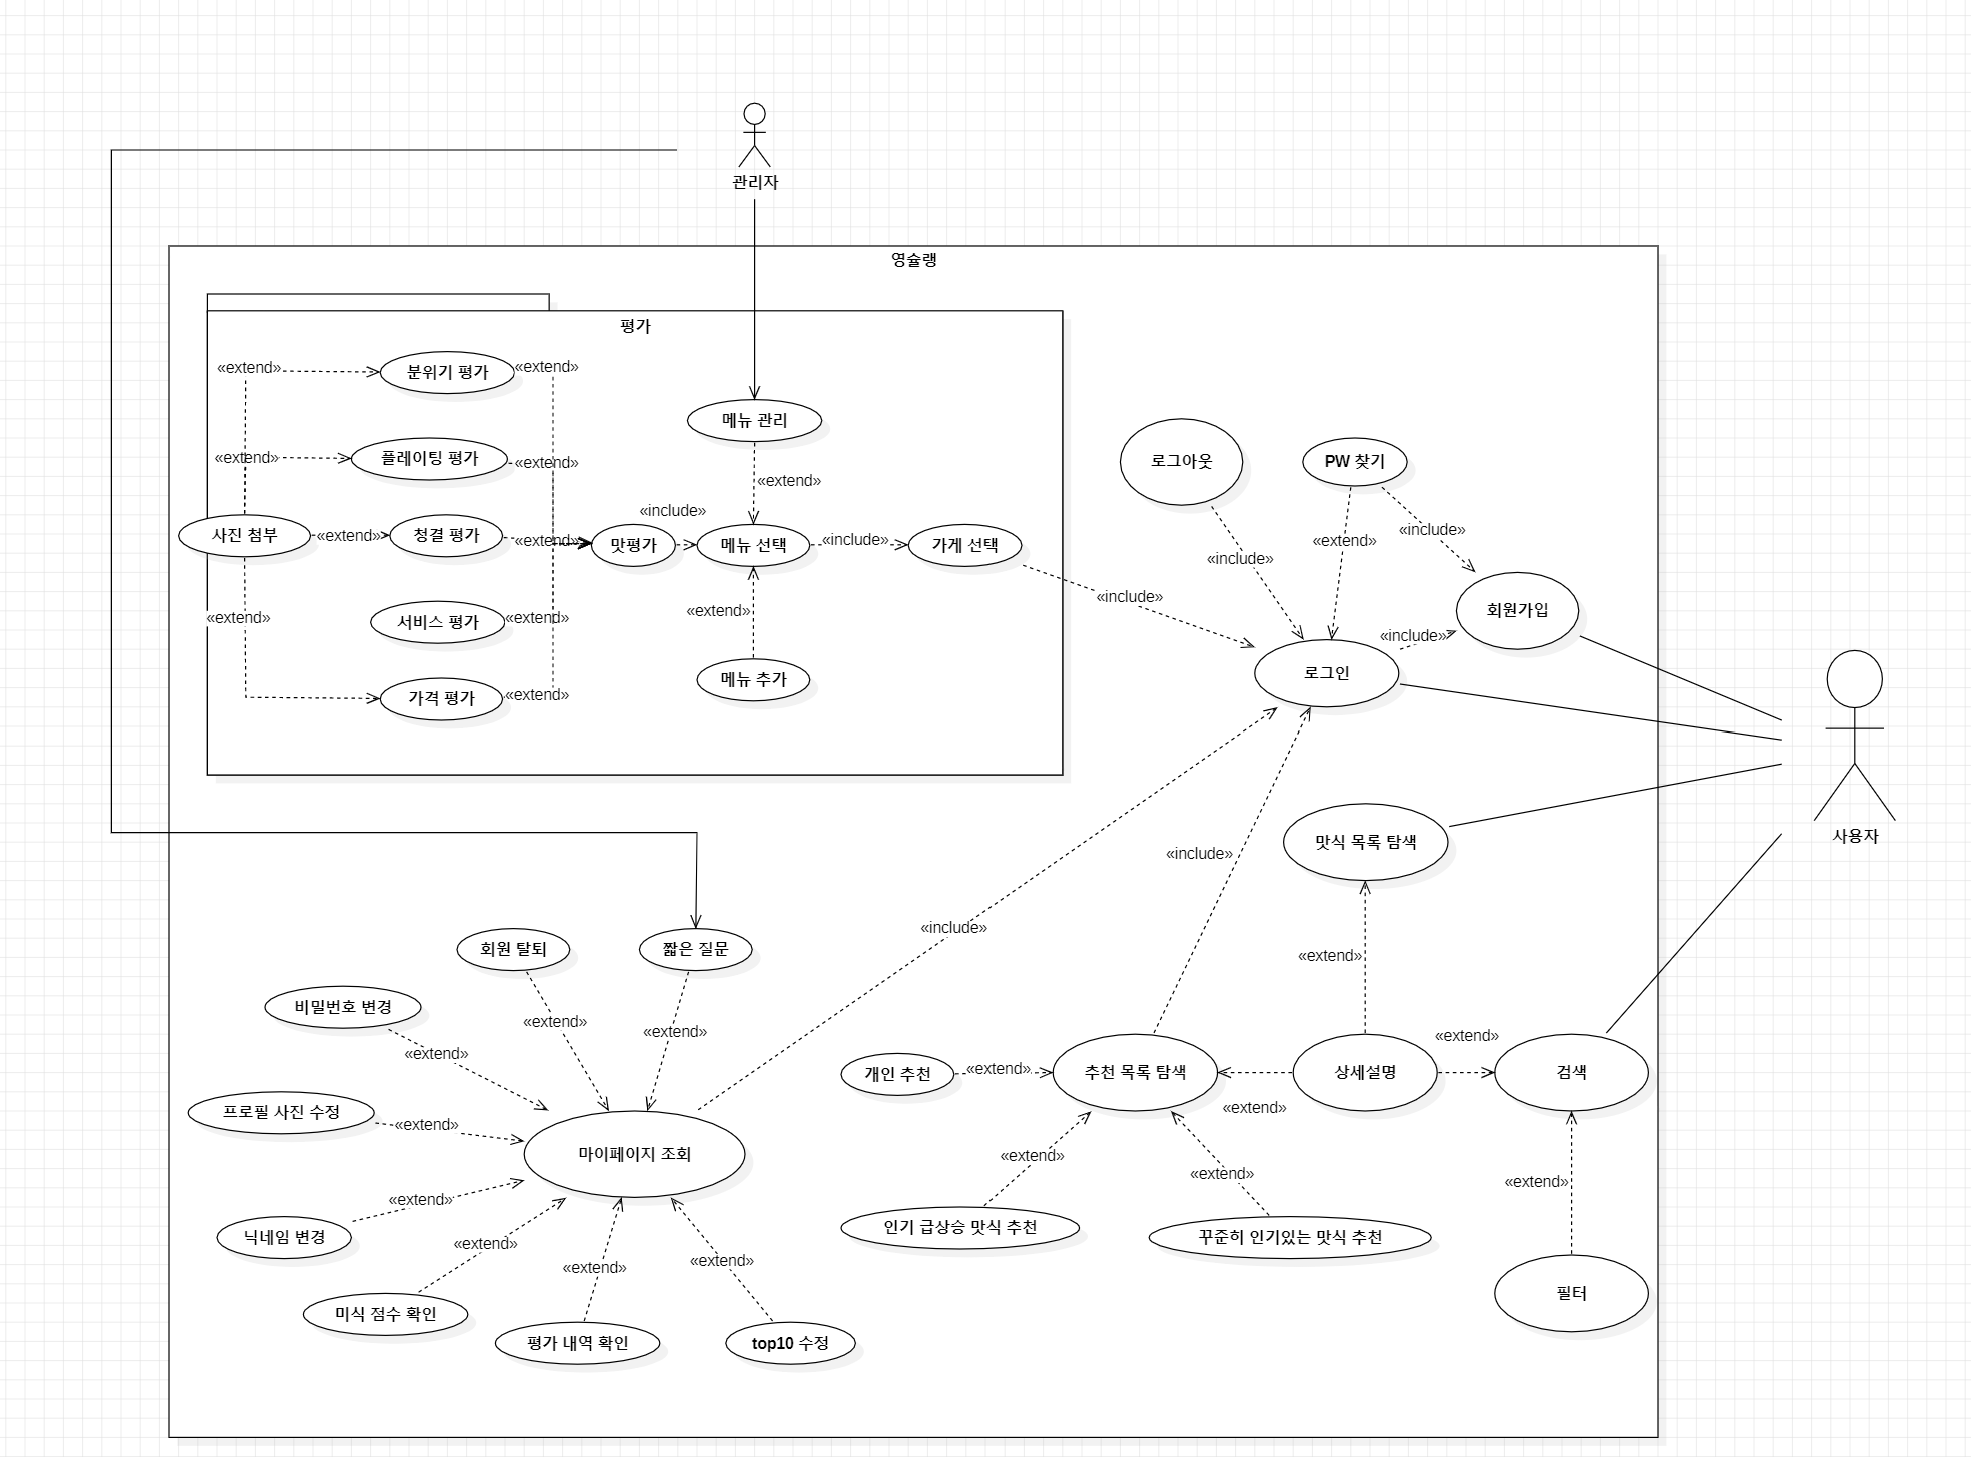 관리자
영슐랭
평가
«extend»
분위기 평가
«extend»
메뉴 관리
«extend»
플레이팅 평가
«extend»
«extend»
로그아웃
PW 찾기
«include»
사진 첨부
«extend»
청결 평가
«extend»
맛평가
메뉴 선택
«include»
가게 선택
«include»
«extend»
«include»
«include»
«extend»
서비스 평가
«extend»
«extend»
회원가입
«include»
가격 평가
«extend»
메뉴 추가
로그인
사용자
맛식 목록 탐색
«include»
«include»
회원 탈퇴
짧은 질문
«extend»
비밀번호 변경
«extend»
«extend»
«extend»
«extend»
개인 추천
«extend»
추천 목록 탐색
상세설명
검색
프로필 사진 수정
«extend»
«extend»
마이페이지 조회
«extend»
«extend»
«extend»
«extend»
닉네임 변경
«extend»
인기 급상승 맛식 추천
꾸준히 인기있는 맛식 추천
«extend»
«extend»
필터
미식 점수 확인
평가 내역 확인
top10 수정